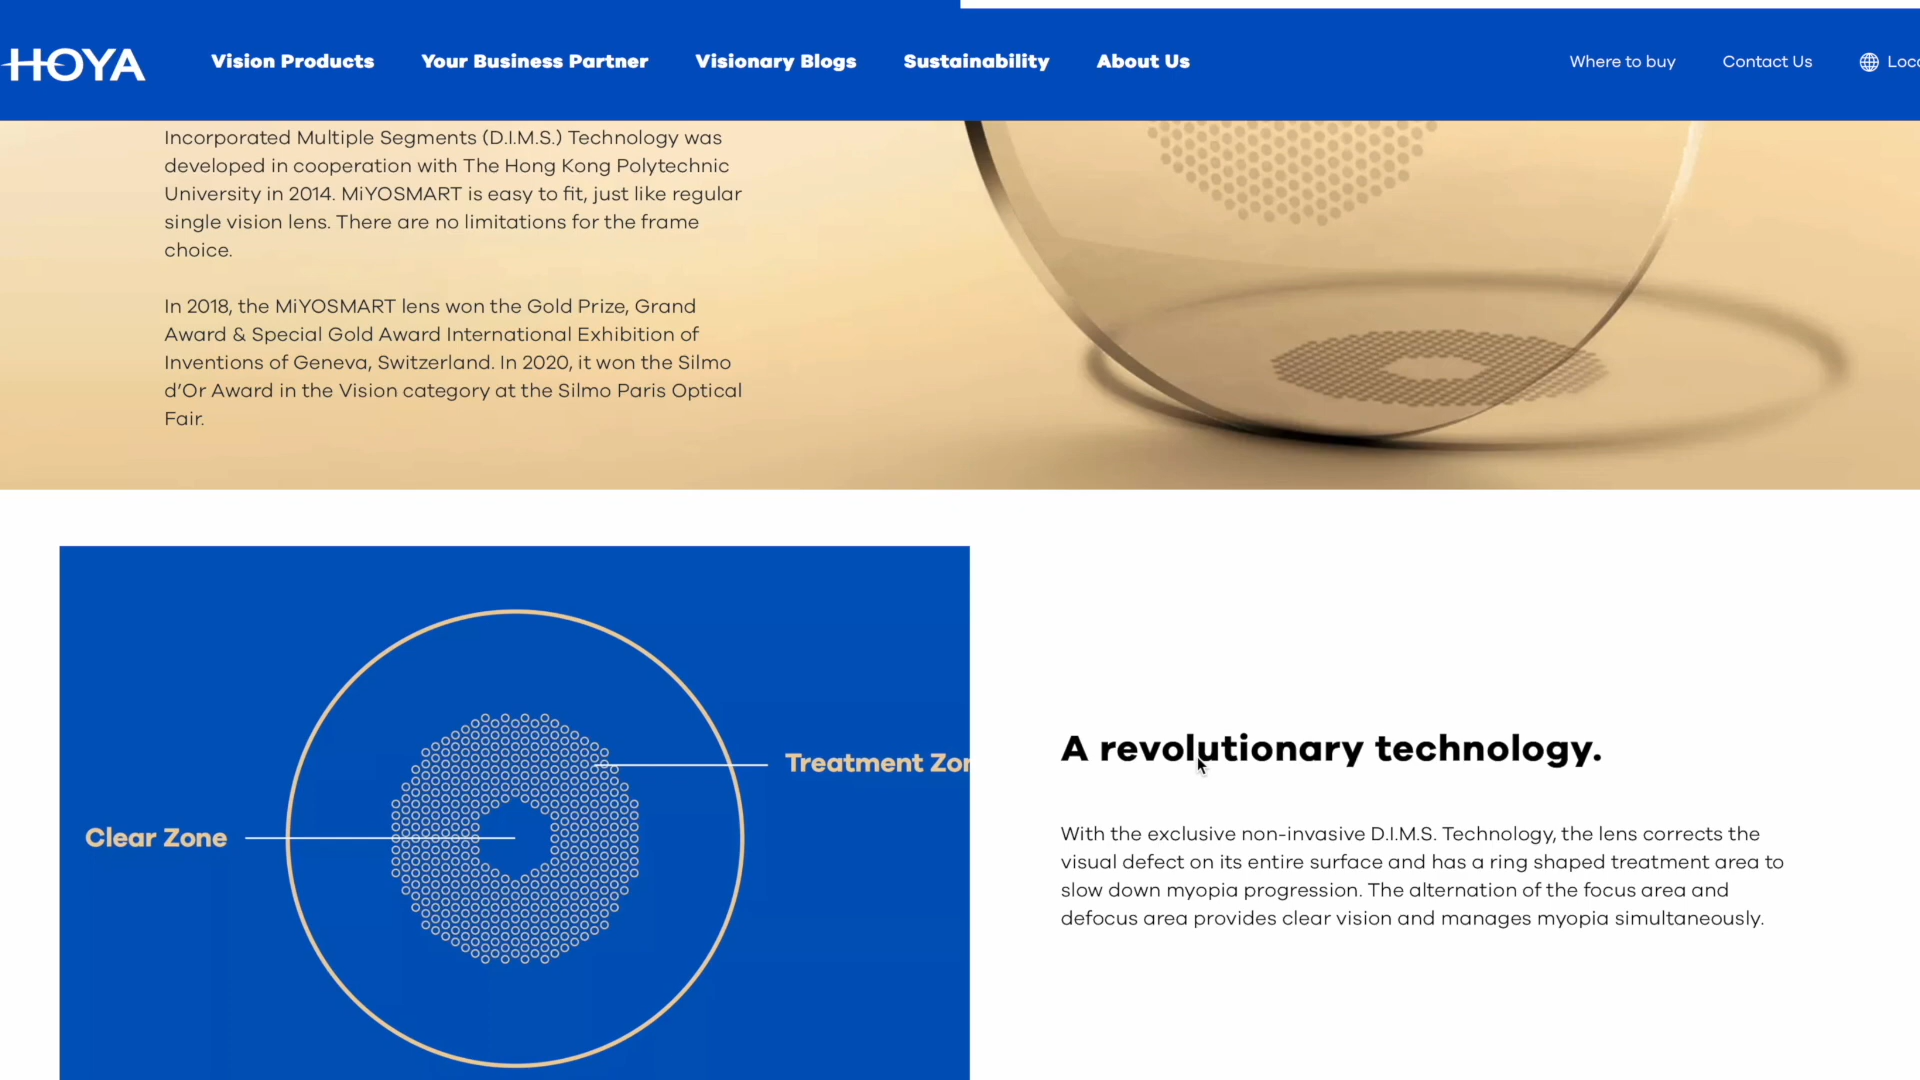 HOYA
Vision Products
Your Business Partner
Visionary Blogs
Sustainability
About Us
Where to buy
Contact Us
Incorporated Multiple Segments (D.I.M.S.) Technology was
developed in cooperation with The Hong Kong Polytechnic
University in 2014. MiYOSMART is easy to fit, just like regular
single vision lens. There are no limitations for the frame
choice.
In 2018, the MiYOSMART lens won the Gold Prize, Grand
Award & Special Gold Award International Exhibition of
Inventions of Geneva, Switzerland. In 2020, it won the Silmo
d’Or Award in the Vision category at the Silmo Paris Optical
Fair.
Treatment
Clear Zone
A revolutionary technology.
With the exclusive non-invasive D.I.M.S. Technology, the lens corrects the
visual defect on its entire surface and has a ring shaped treatment area to
slow down myopia progression. The alternation of the focus area and
defocus area provides clear vision and manages myopia simultaneously.